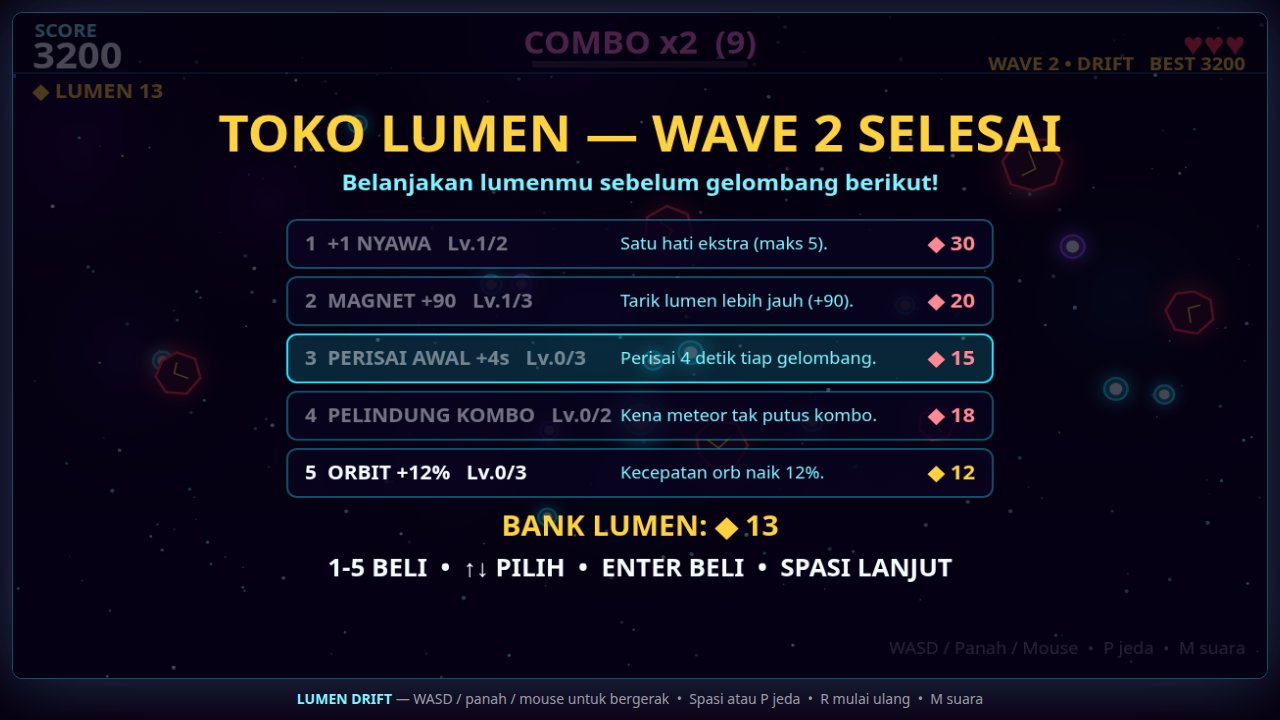 SCORE
3200
COMBO x2 (9)
♥♥♥
WAVE 2 • DRIFT BEST 3200
◆ LUMEN 13
TOKO LUMEN — WAVE 2 SELESAI
Belanjakan lumenmu sebelum gelombang berikut!
1 +1 NYAWA Lv.1/2 Satu hati ekstra (maks 5). ◆ 30
2 MAGNET +90 Lv.1/3 Tarik lumen lebih jauh (+90). ◆ 20
3 PERISAI AWAL +4s Lv.0/3 Perisai 4 detik tiap gelombang. ◆ 15
4 PELINDUNG KOMBO Lv.0/2 Kena meteor tak putus kombo. ◆ 18
5 ORBIT +12% Lv.0/3 Kecepatan orb naik 12%. ◆ 12
BANK LUMEN: ◆ 13
1-5 BELI • ↑↓ PILIH • ENTER BELI • SPASI LANJUT
WASD / Panah / Mouse • P jeda • M suara
LUMEN DRIFT — WASD / panah / mouse untuk bergerak • Spasi atau P jeda • R mulai ulang • M suara